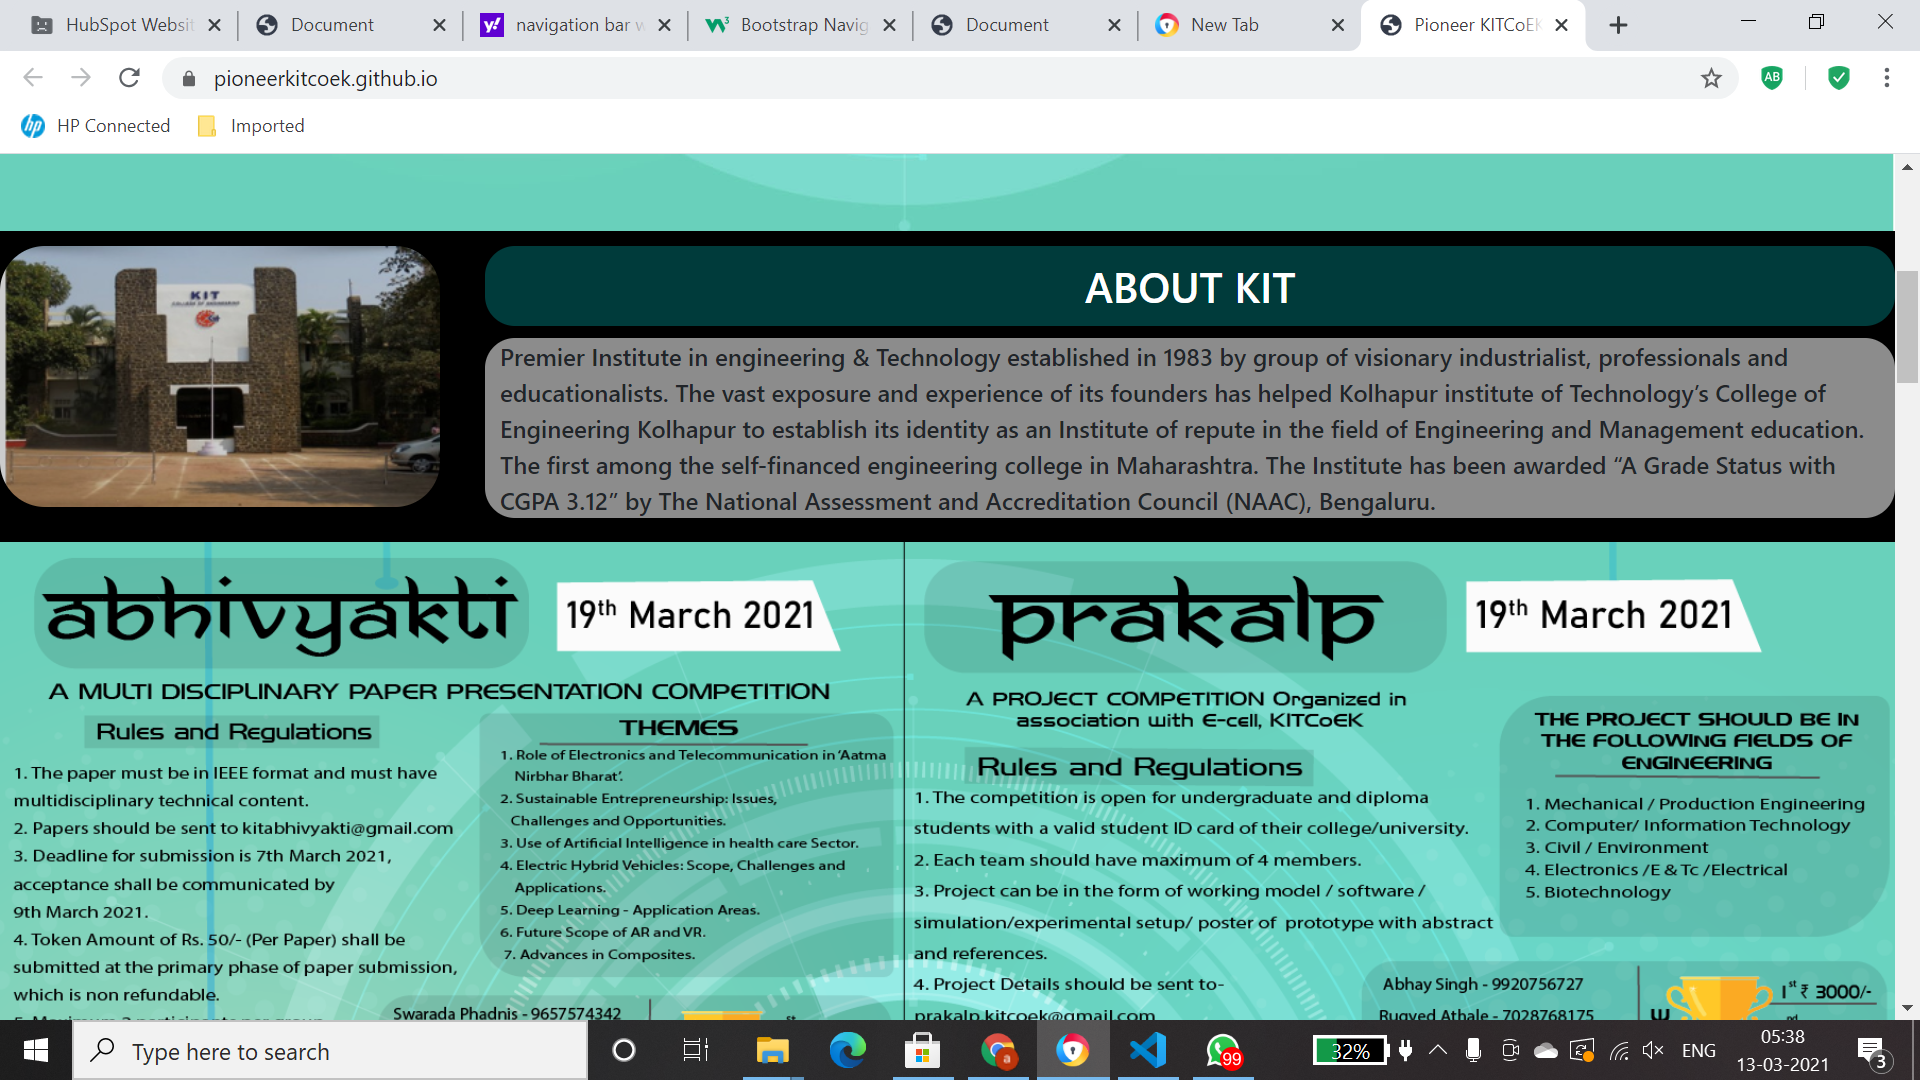 HubSpot Websit
Document
navigation bar w
Bootstrap Navig
Document
New Tab
Pioneer KITCoEK
pioneerkitcoek.github.io
AB
hp
HP Connected
Imported
KIT
ABOUT KIT
Premier Institute in engineering & Technology established in 1983 by group of visionary industrialist, professionals and
educationalists. The vast exposure and experience of its founders has helped Kolhapur institute of Technology’s College of
Engineering Kolhapur to establish its identity as an Institute of repute in the field of Engineering and Management education.
The first among the self-financed engineering college in Maharashtra. The Institute has been awarded “A Grade Status with
CGPA 3.12” by The National Assessment and Accreditation Council (NAAC), Bengaluru.
abhivyakti
19th March 2021
A MULTI DISCIPLINARY PAPER PRESENTATION COMPETITION
Rules and Regulations
1. The paper must be in IEEE format and must have
multidisciplinary technical content.
2. Papers should be sent to kitabhivyakti@gmail.com
3. Deadline for submission is 7th March 2021,
acceptance shall be communicated by
9th March 2021.
4. Token Amount of Rs. 50/- (Per Paper) shall be
submitted at the primary phase of paper submission,
which is non refundable.
THEMES
1. Role of Electronics and Telecommunication in ‘Aatma
Nirbhar Bharat’.
2. Sustainable Entrepreneurship: Issues,
Challenges and Opportunities.
3. Use of Artificial Intelligence in health care Sector.
4. Electric Hybrid Vehicles: Scope, Challenges and
Applications.
5. Deep Learning - Application Areas.
6. Future Scope of AR and VR.
7. Advances in Composites.
Swarada Phadnis - 9657574342
st
prakalp
19th March 2021
A PROJECT COMPETITION Organized in
association with E-cell, KITCoEK
Rules and Regulations
1. The competition is open for undergraduate and diploma
students with a valid student ID card of their college/university.
2. Each team should have maximum of 4 members.
3. Project can be in the form of working model / software /
simulation/experimental setup/ poster of prototype with abstract
and references.
4. Project Details should be sent to-
prakalp.kitcoek@gmail.com
THE PROJECT SHOULD BE IN
THE FOLLOWING FIELDS OF
ENGINEERING
1. Mechanical / Production Engineering
2. Computer/ Information Technology
3. Civil / Environment
4. Electronics /E & Tc /Electrical
5. Biotechnology
Abhay Singh - 9920756727
Rugved Athale - 7028768175
1st ₹ 3000/-
Type here to search
a
99
32%
ENG
05:38
13-03-2021
3